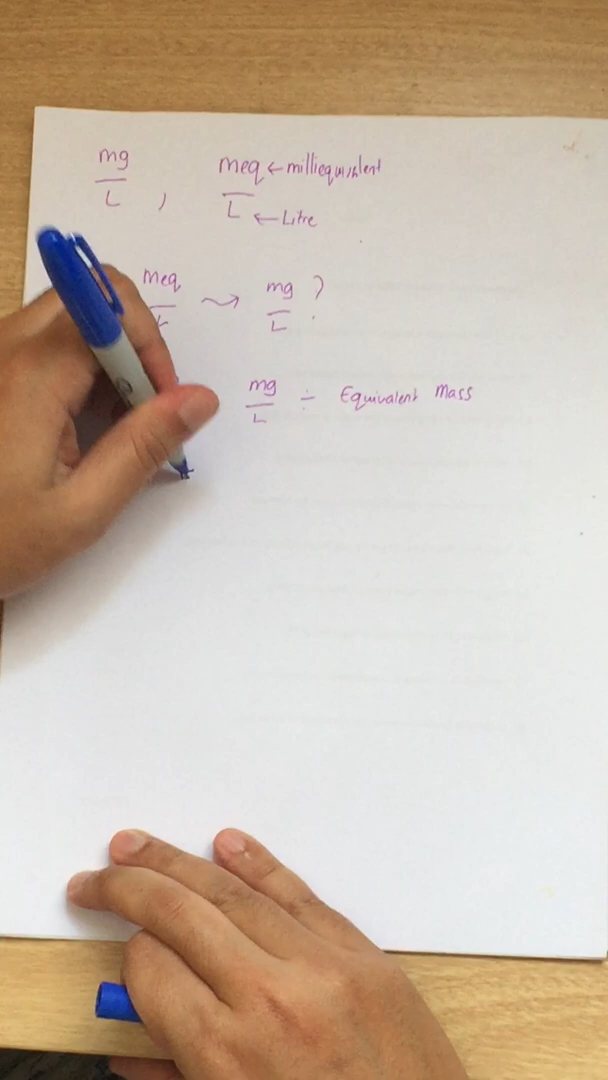 mg/L , meq/L ← milliequivalent
← Litre
meq/L ⇝ mg/L ?
mg/L ÷ Equivalent Mass